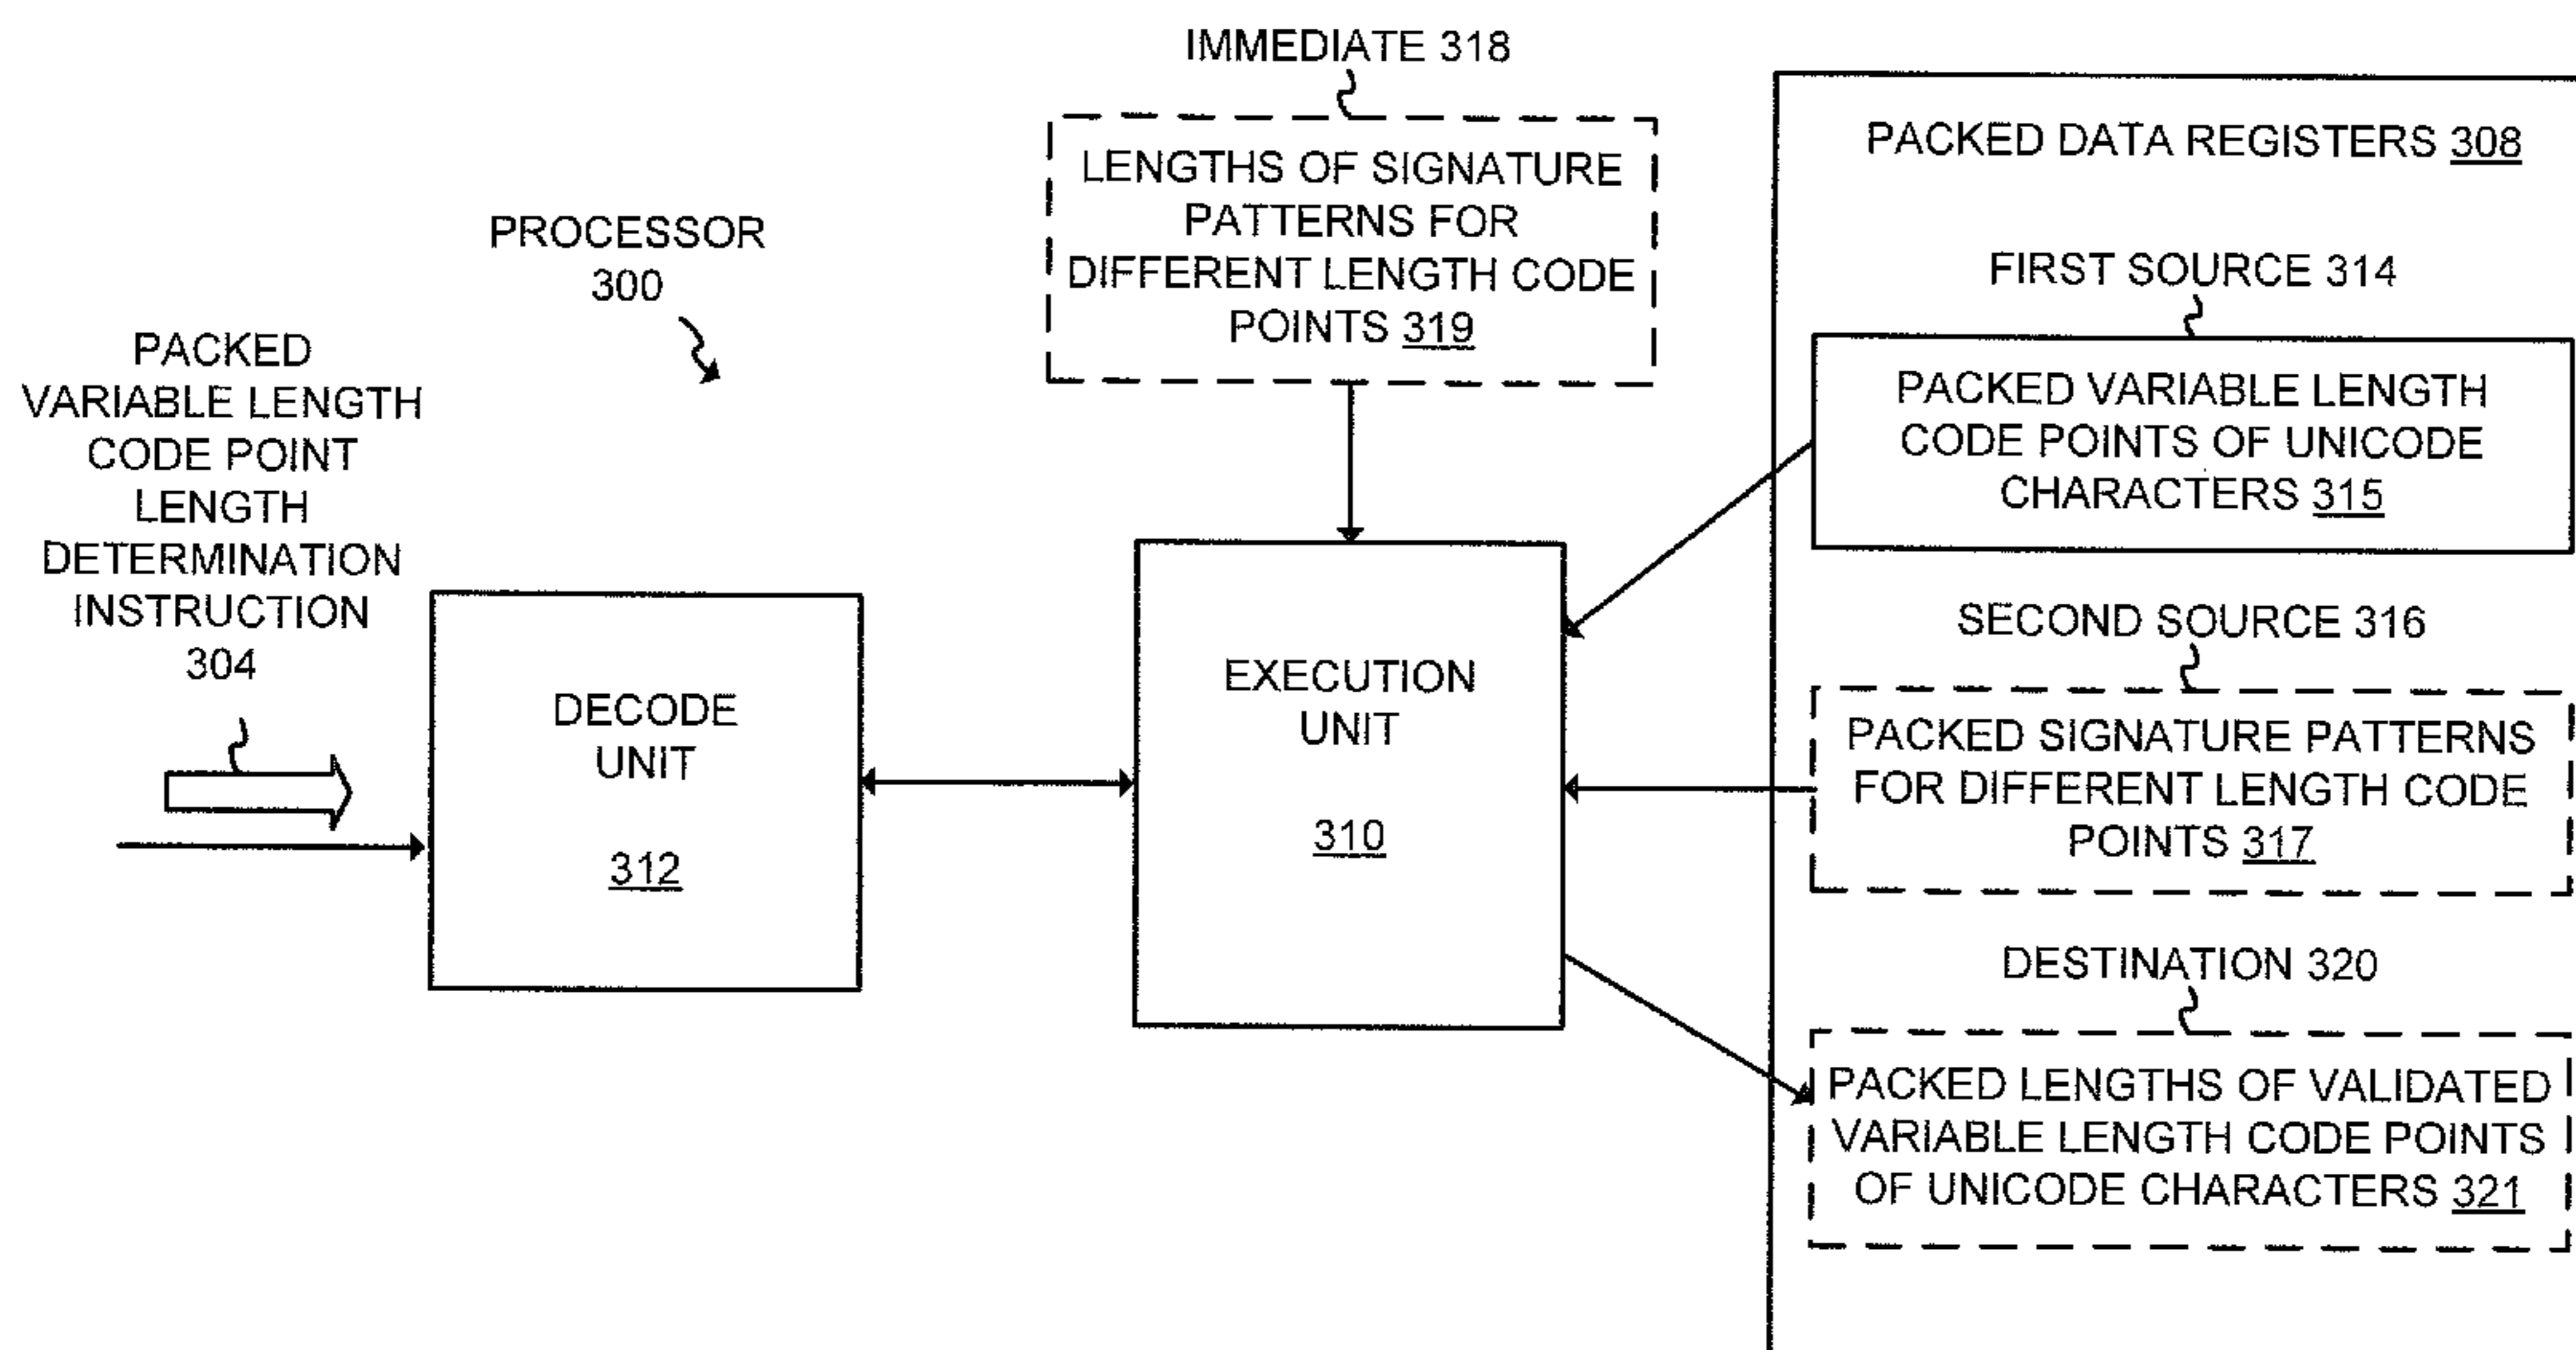 IMMEDIATE 318
LENGTHS OF SIGNATURE
PATTERNS FOR
DIFFERENT LENGTH CODE
POINTS 319
PROCESSOR
300
PACKED
VARIABLE LENGTH
CODE POINT
LENGTH
DETERMINATION
INSTRUCTION
304
DECODE
UNIT
312
EXECUTION
UNIT
310
PACKED DATA REGISTERS 308
FIRST SOURCE 314
PACKED VARIABLE LENGTH
CODE POINTS OF UNICODE
CHARACTERS 315
SECOND SOURCE 316
PACKED SIGNATURE PATTERNS
FOR DIFFERENT LENGTH CODE
POINTS 317
DESTINATION 320
PACKED LENGTHS OF VALIDATED
VARIABLE LENGTH CODE POINTS
OF UNICODE CHARACTERS 321